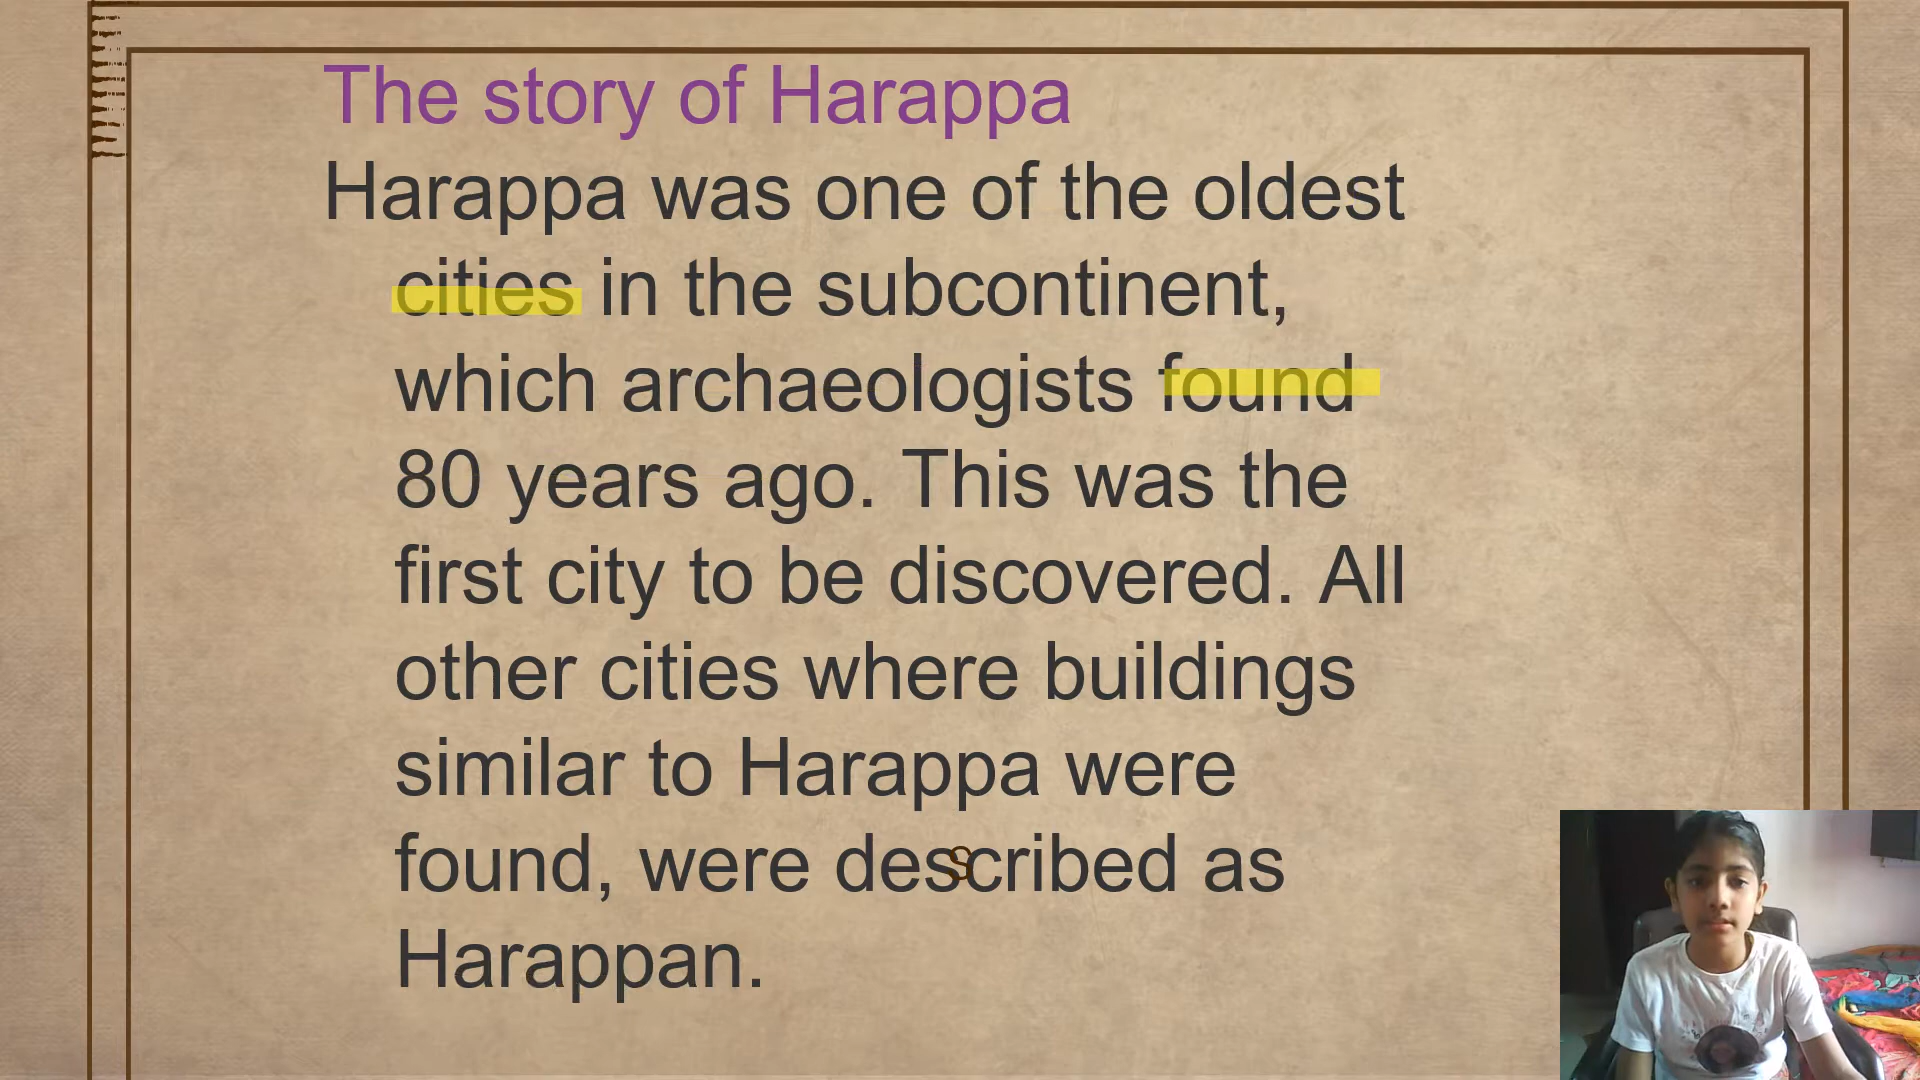 The story of Harappa
Harappa was one of the oldest
cities in the subcontinent,
which archaeologists found
80 years ago. This was the
first city to be discovered. All
other cities where buildings
similar to Harappa were
found, were described as
Harappan.